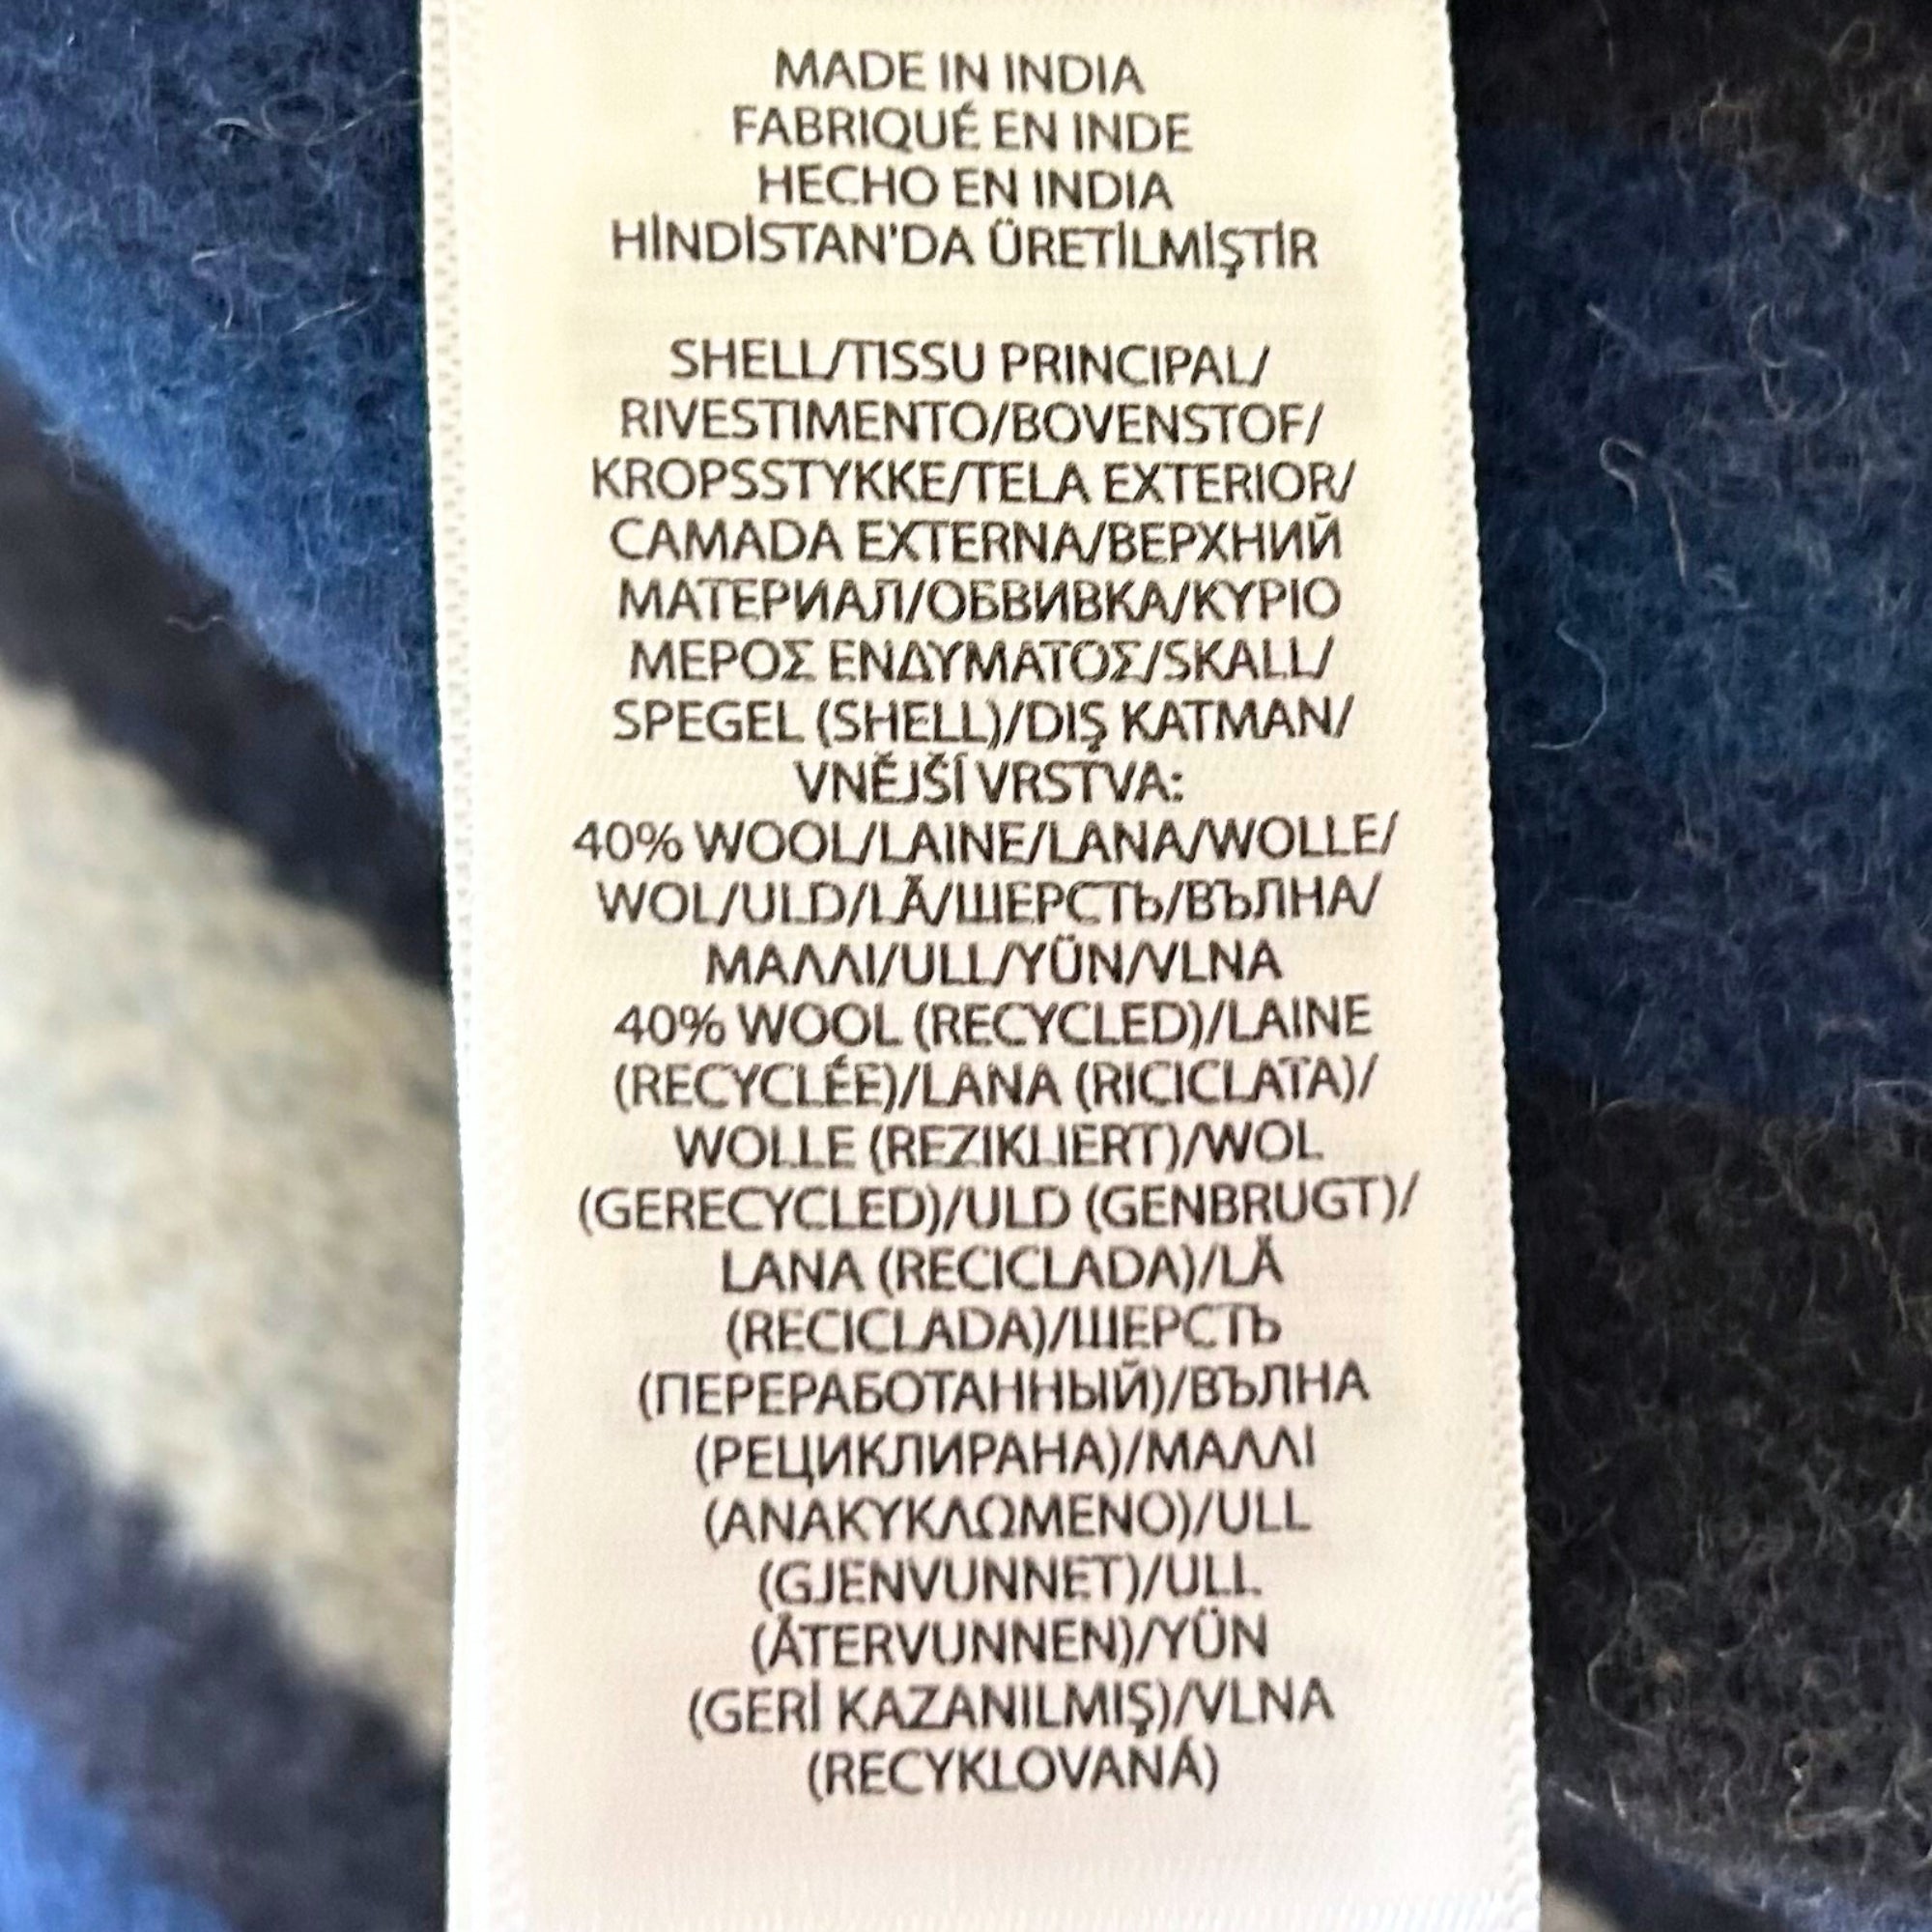 MADE IN INDIA
FABRIQUÉ EN INDE
HECHO EN INDIA
HİNDİSTAN'DA ÜRETİLMİŞTİR
SHELL/TISSU PRINCIPAL/
RIVESTIMENTO/BOVENSTOF/
KROPSSTYKKE/TELA EXTERIOR/
CAMADA EXTERNA/ВЕРХНИЙ
МАТЕРИАЛ/ОБВИВКА/ΚΥΡΙΟ
ΜΕΡΟΣ ΕΝΔΥΜΑΤΟΣ/SKALL/
SPEGEL (SHELL)/DIŞ KATMAN/
VNĚJŠÍ VRSTVA:
40% WOOL/LAINE/LANA/WOLLE/
WOL/ULD/LÃ/ШЕРСТЬ/ВЪЛНА/
ΜΑΛΛΙ/ULL/YÜN/VLNA
40% WOOL (RECYCLED)/LAINE
(RECYCLÉE)/LANA (RICICLATA)/
WOLLE (REZIKLIERT)/WOL
(GERECYCLED)/ULD (GENBRUGT)/
LANA (RECICLADA)/LÃ
(RECICLADA)/ШЕРСТЬ
(ПЕРЕРАБОТАННЫЙ)/ВЪЛНА
(РЕЦИКЛИРАНА)/ΜΑΛΛΙ
(ΑΝΑΚΥΚΛΩΜΕΝΟ)/ULL
(GJENVUNNET)/ULL
(ÅTERVUNNEN)/YÜN
(GERİ KAZANILMIŞ)/VLNA
(RECYKLOVANÁ)